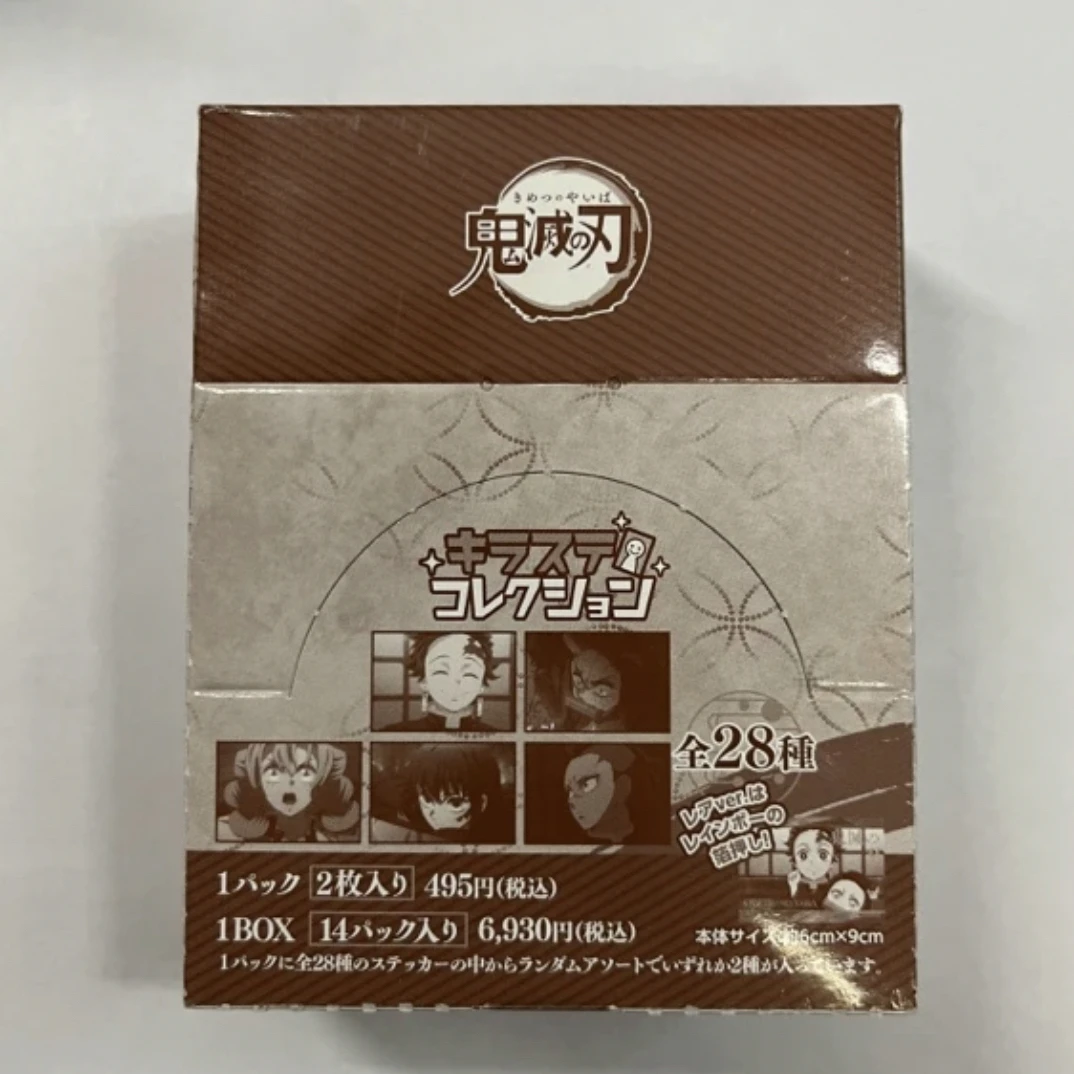 きめつのやいば
鬼滅の刃
キラステ
コレクション
全28種
レアver.は
レインボーの
箔押し!
1パック 2枚入り 495円(税込)
1BOX 14パック入り 6,930円(税込)
本体サイズ:約6cm×9cm
1パックに全28種のステッカーの中からランダムアソートでいずれか2種が入っています。